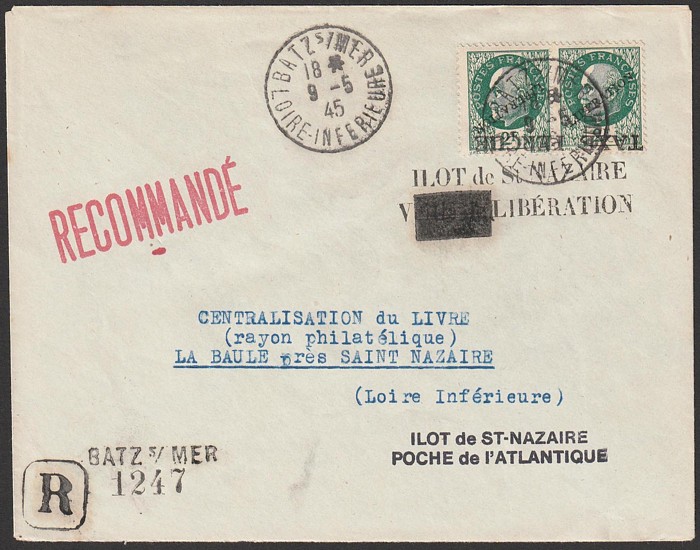 BATZ S/MER
18 *
9 - 5
45
LOIRE-INFERIEURE
POSTES FRANÇAISES
RECOMMANDÉ
ILOT de St NAZAIRE
LIBÉRATION
CENTRALISATION du LIVRE
(rayon philatélique)
LA BAULE près SAINT NAZAIRE
(Loire Inférieure)
ILOT de ST-NAZAIRE
POCHE de l'ATLANTIQUE
BATZ S/ MER
R 1247